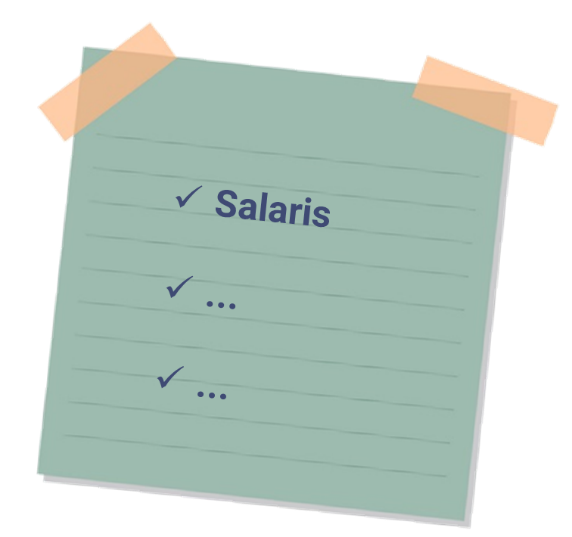 ✓ Salaris
✓ ...
✓ ...